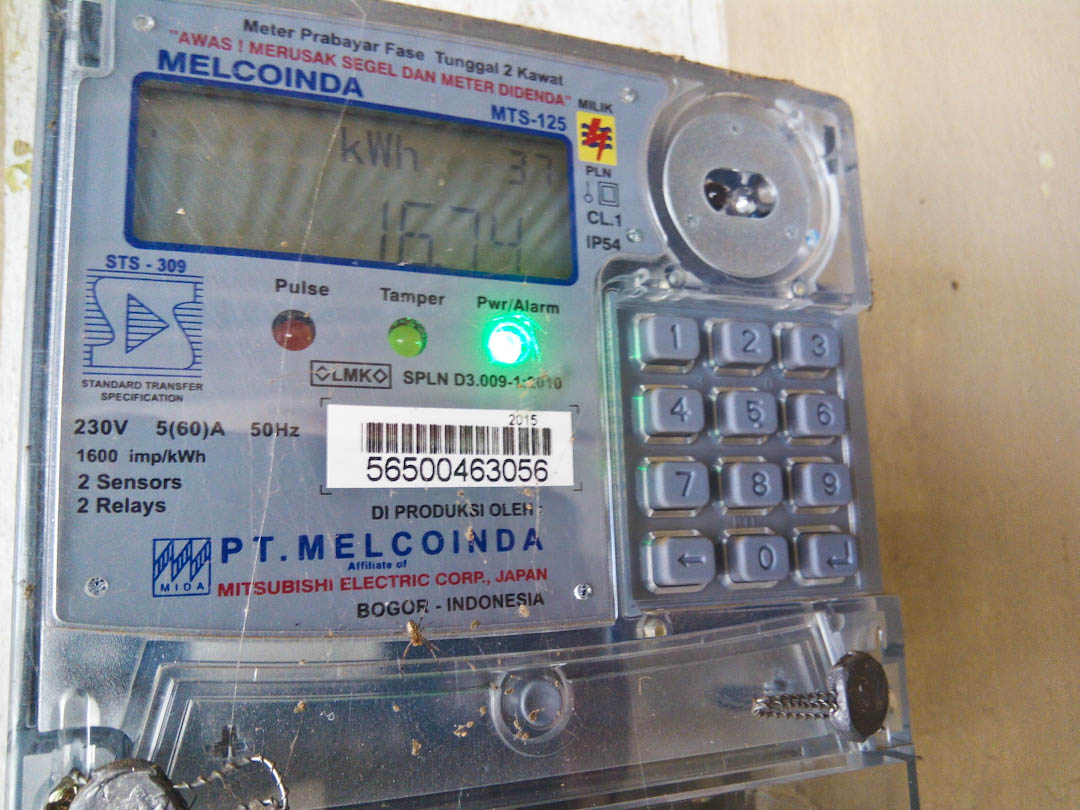 Meter Prabayar Fase Tunggal 2 Kawat
"AWAS ! MERUSAK SEGEL DAN METER DIDENDA"
MELCOINDA
MTS-125
MILIK
PLN
CL.1
IP54
kWh 37
16.74
STS - 309
STANDARD TRANSFER
SPECIFICATION
Pulse
Tamper
Pwr/Alarm
LMK
SPLN D3.009-1:2010
230V 5(60)A 50Hz
1600 imp/kWh
2 Sensors
2 Relays
2015
56500463056
DI PRODUKSI OLEH :
MIDA
PT.MELCOINDA
Affiliate of
MITSUBISHI ELECTRIC CORP., JAPAN
BOGOR - INDONESIA
1 2 3
4 5 6
7 8 9
← 0 ↵